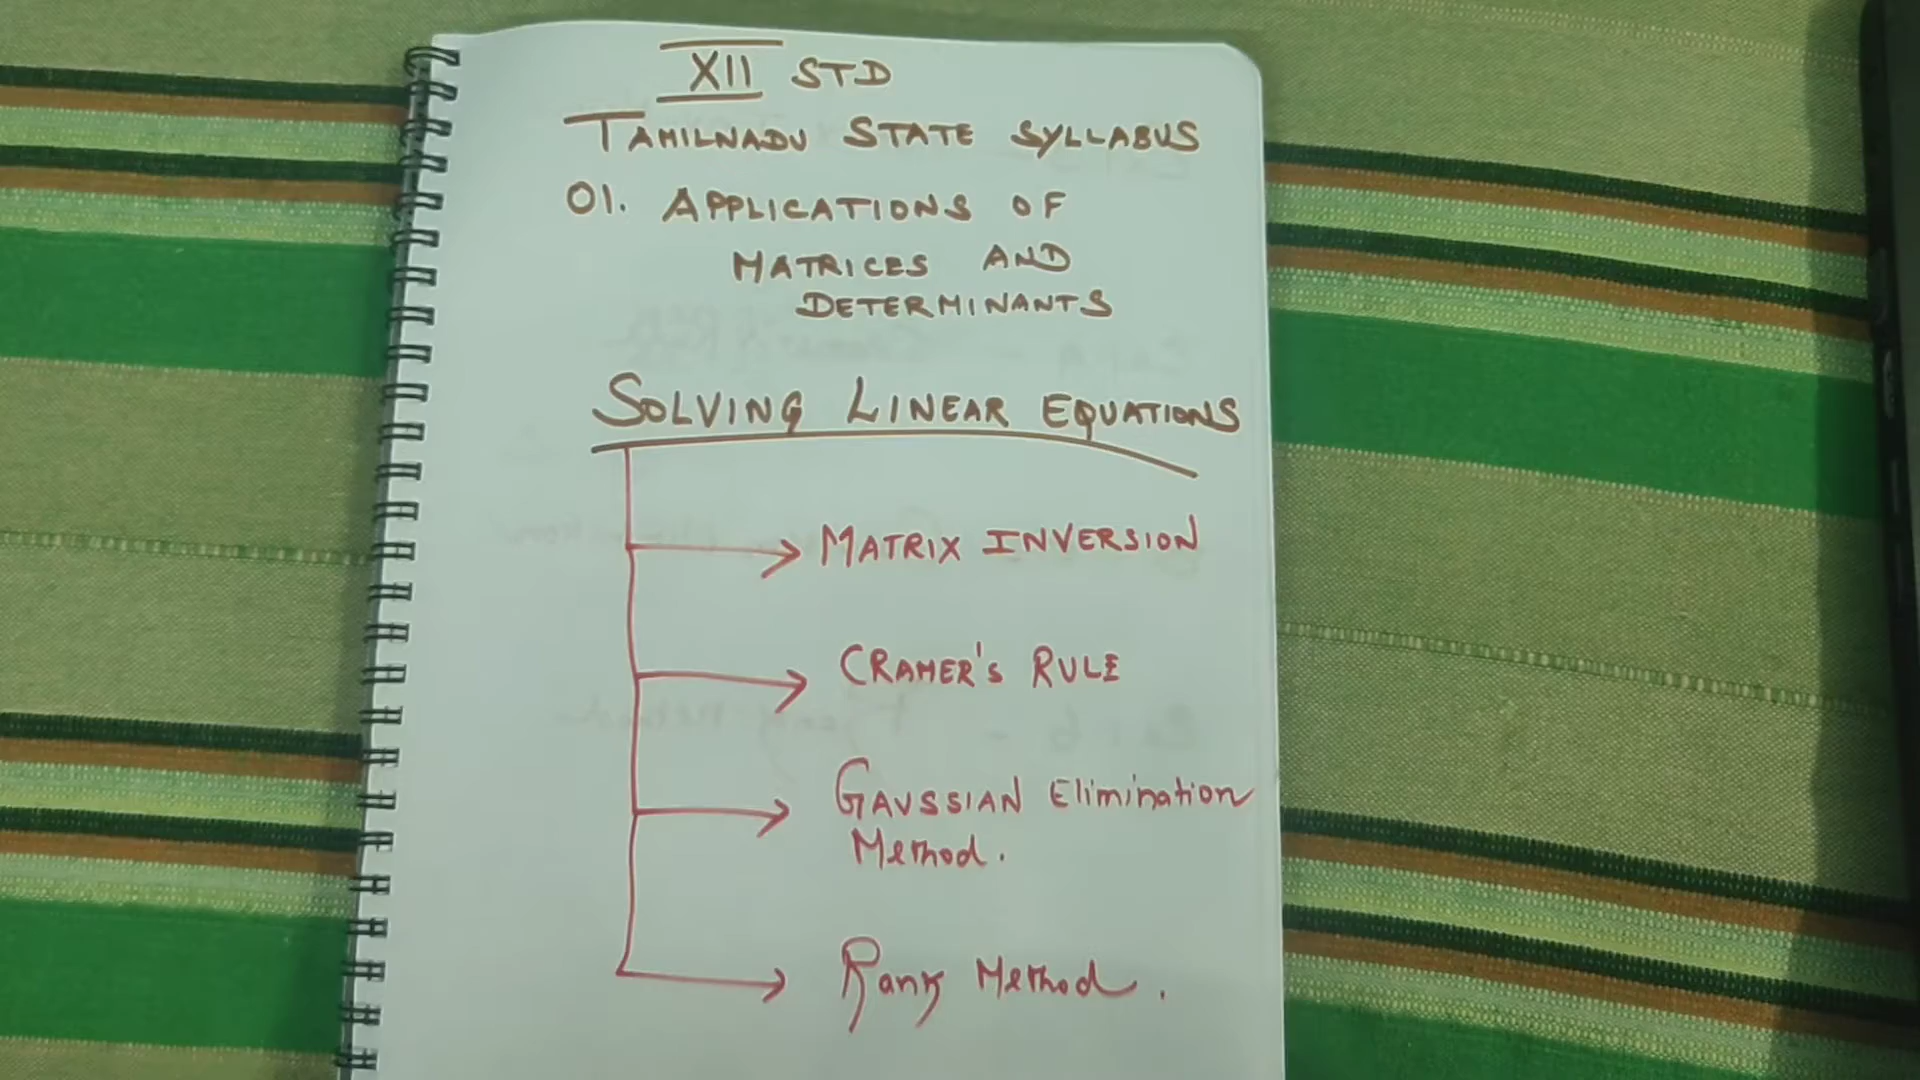 XII STD
TAMILNADU STATE SYLLABUS
01. APPLICATIONS OF
MATRICES AND
DETERMINANTS
SOLVING LINEAR EQUATIONS
MATRIX INVERSION
CRAMER'S RULE
GAUSSIAN Elimination
Method.
Rank Method.